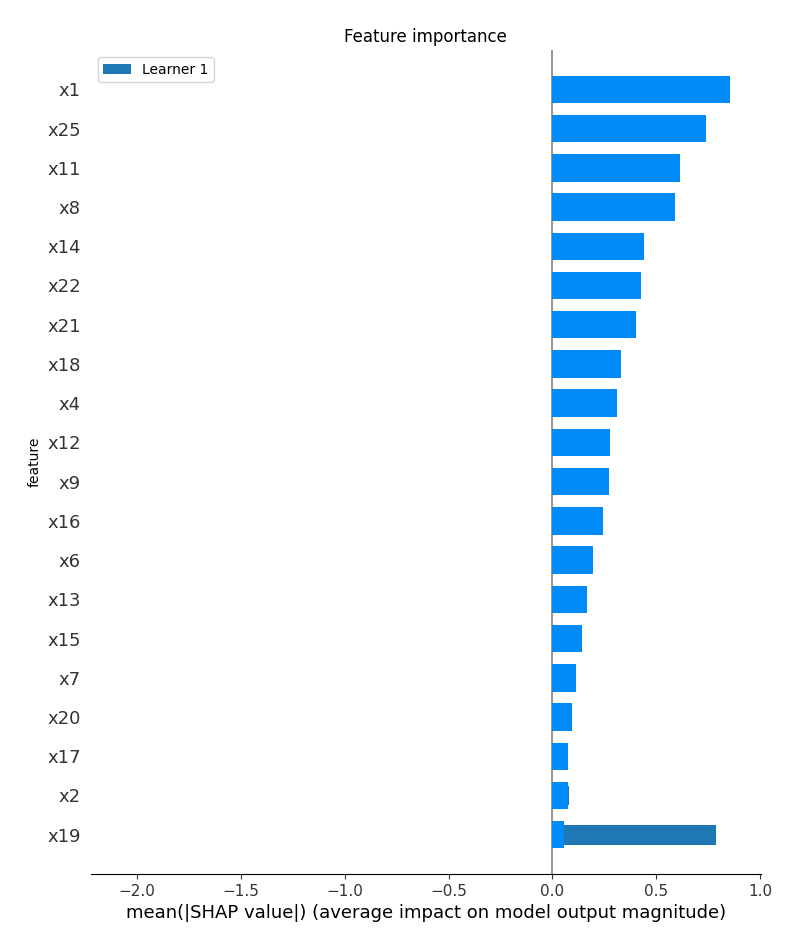 Feature importance
Learner 1
x1
x25
x11
x8
x14
x22
x21
x18
x4
x12
x9
x16
x6
x13
x15
x7
x20
x17
x2
x19
feature
−2.0 −1.5 −1.0 −0.5 0.0 0.5 1.0
mean(|SHAP value|) (average impact on model output magnitude)